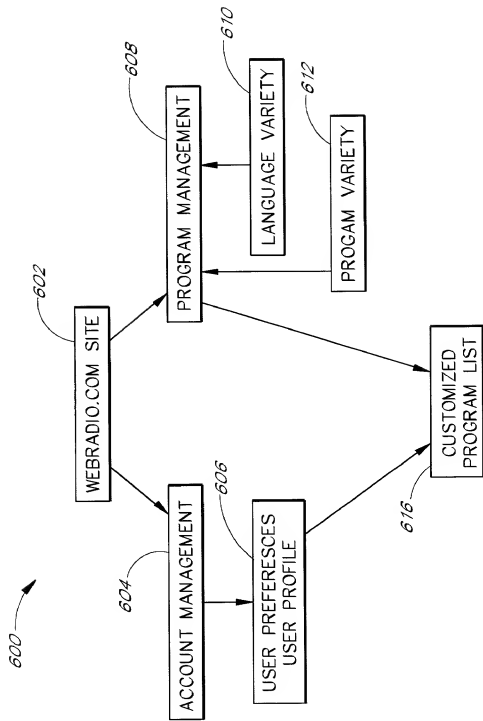 600
602
WEBRADIO.COM SITE
604
ACCOUNT MANAGEMENT
608
PROGRAM MANAGEMENT
606
USER PREFERESCES
USER PROFILE
610
LANGUAGE VARIETY
612
PROGAM VARIETY
616
CUSTOMIZED
PROGRAM LIST